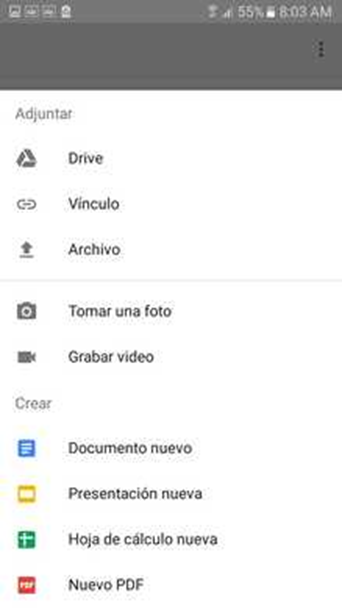 55% 8:03 AM
Adjuntar
Drive
Vínculo
Archivo
Tomar una foto
Grabar video
Crear
Documento nuevo
Presentación nueva
Hoja de cálculo nueva
PDF Nuevo PDF